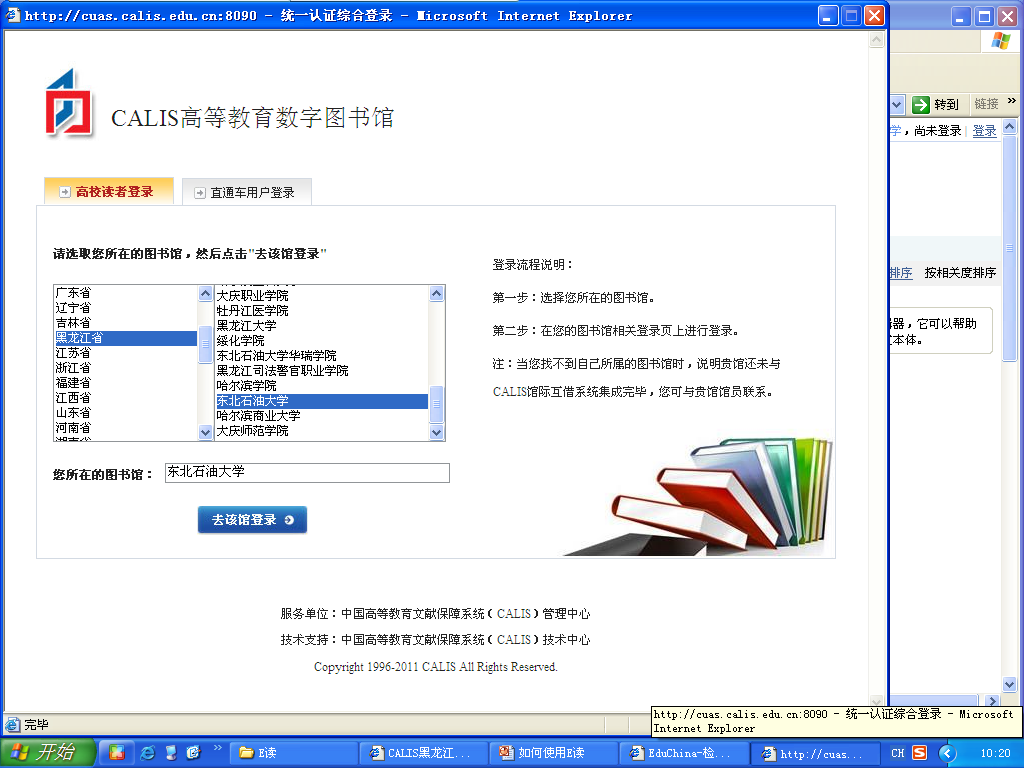 http://cuas.calis.edu.cn:8090 - 统一认证综合登录 - Microsoft Internet Explorer
转到
链接
»
学，尚未登录
登录
CALIS高等教育数字图书馆
高校读者登录
直通车用户登录
请选取您所在的图书馆，然后点击"去该馆登录"
广东省
辽宁省
吉林省
黑龙江省
江苏省
浙江省
福建省
江西省
山东省
河南省
湖南省
大庆职业学院
牡丹江医学院
黑龙江大学
绥化学院
东北石油大学华瑞学院
黑龙江司法警官职业学院
哈尔滨学院
东北石油大学
哈尔滨商业大学
大庆师范学院
您所在的图书馆：
东北石油大学
去该馆登录
登录流程说明：
第一步：选择您所在的图书馆。
第二步：在您的图书馆相关登录页上进行登录。
注：当您找不到自己所属的图书馆时，说明贵馆还未与
CALIS馆际互借系统集成完毕，您可与贵馆馆员联系。
排序
按相关度排序
器，它可以帮助
本体。
服务单位：中国高等教育文献保障系统（CALIS）管理中心
技术支持：中国高等教育文献保障系统（CALIS）技术中心
Copyright 1996-2011 CALIS All Rights Reserved.
完毕
http://cuas.calis.edu.cn:8090 - 统一认证综合登录 - Microsoft
Internet Explorer
开始
»
E读
CALIS黑龙江...
如何使用E读
EduChina-检...
http://cuas...
CH
S
10:20